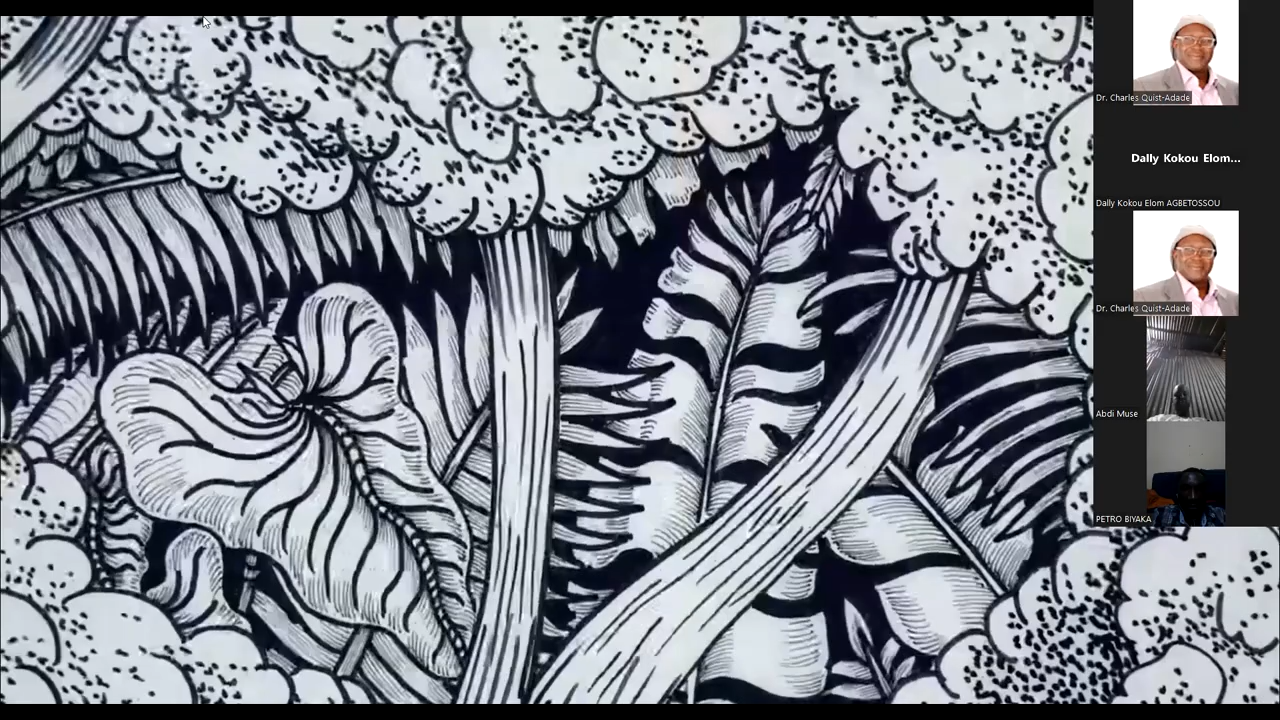 Dr. Charles Quist-Adade
Dally Kokou Elom...
Dally Kokou Elom AGBETOSSOU
Dr. Charles Quist-Adade
Abdi Muse
PETRO BIYAKA